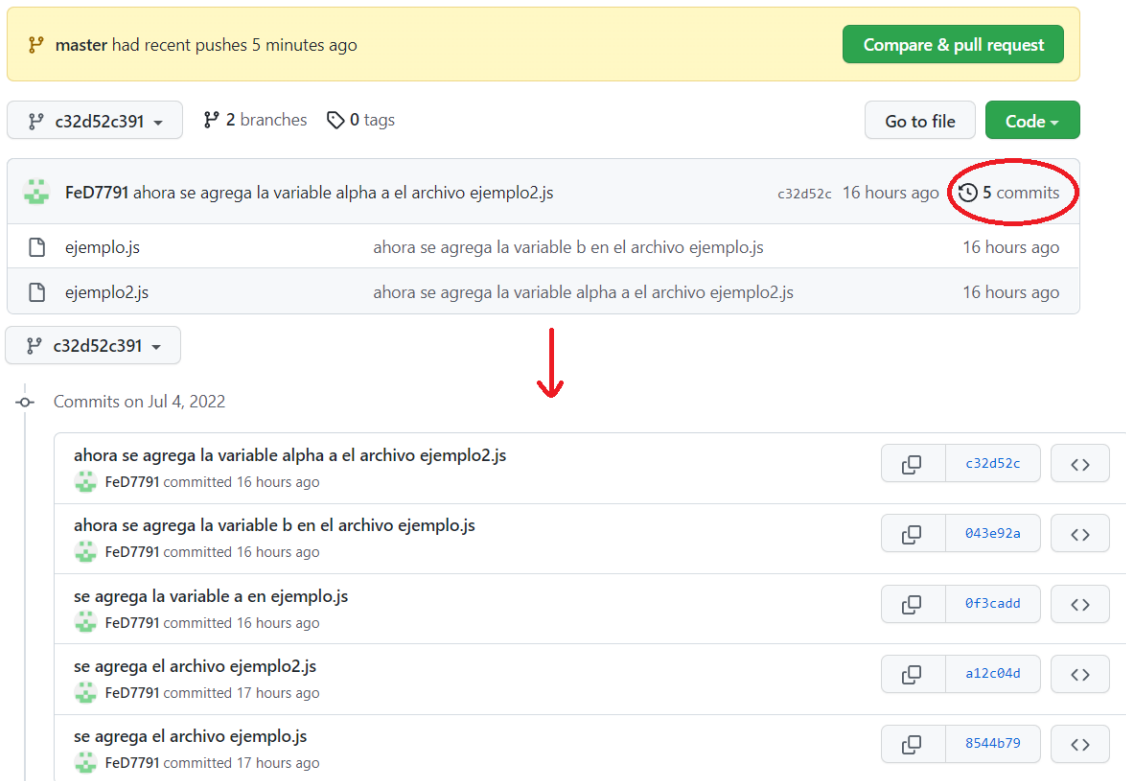 master had recent pushes 5 minutes ago
Compare & pull request
c32d52c391
2 branches
0 tags
Go to file
Code
FeD7791 ahora se agrega la variable alpha a el archivo ejemplo2.js
c32d52c 16 hours ago
5 commits
ejemplo.js
ahora se agrega la variable b en el archivo ejemplo.js
16 hours ago
ejemplo2.js
ahora se agrega la variable alpha a el archivo ejemplo2.js
16 hours ago
c32d52c391
Commits on Jul 4, 2022
ahora se agrega la variable alpha a el archivo ejemplo2.js
FeD7791 committed 16 hours ago
c32d52c
<>
ahora se agrega la variable b en el archivo ejemplo.js
FeD7791 committed 16 hours ago
043e92a
<>
se agrega la variable a en ejemplo.js
FeD7791 committed 16 hours ago
0f3cadd
<>
se agrega el archivo ejemplo2.js
FeD7791 committed 17 hours ago
a12c04d
<>
se agrega el archivo ejemplo.js
FeD7791 committed 17 hours ago
8544b79
<>